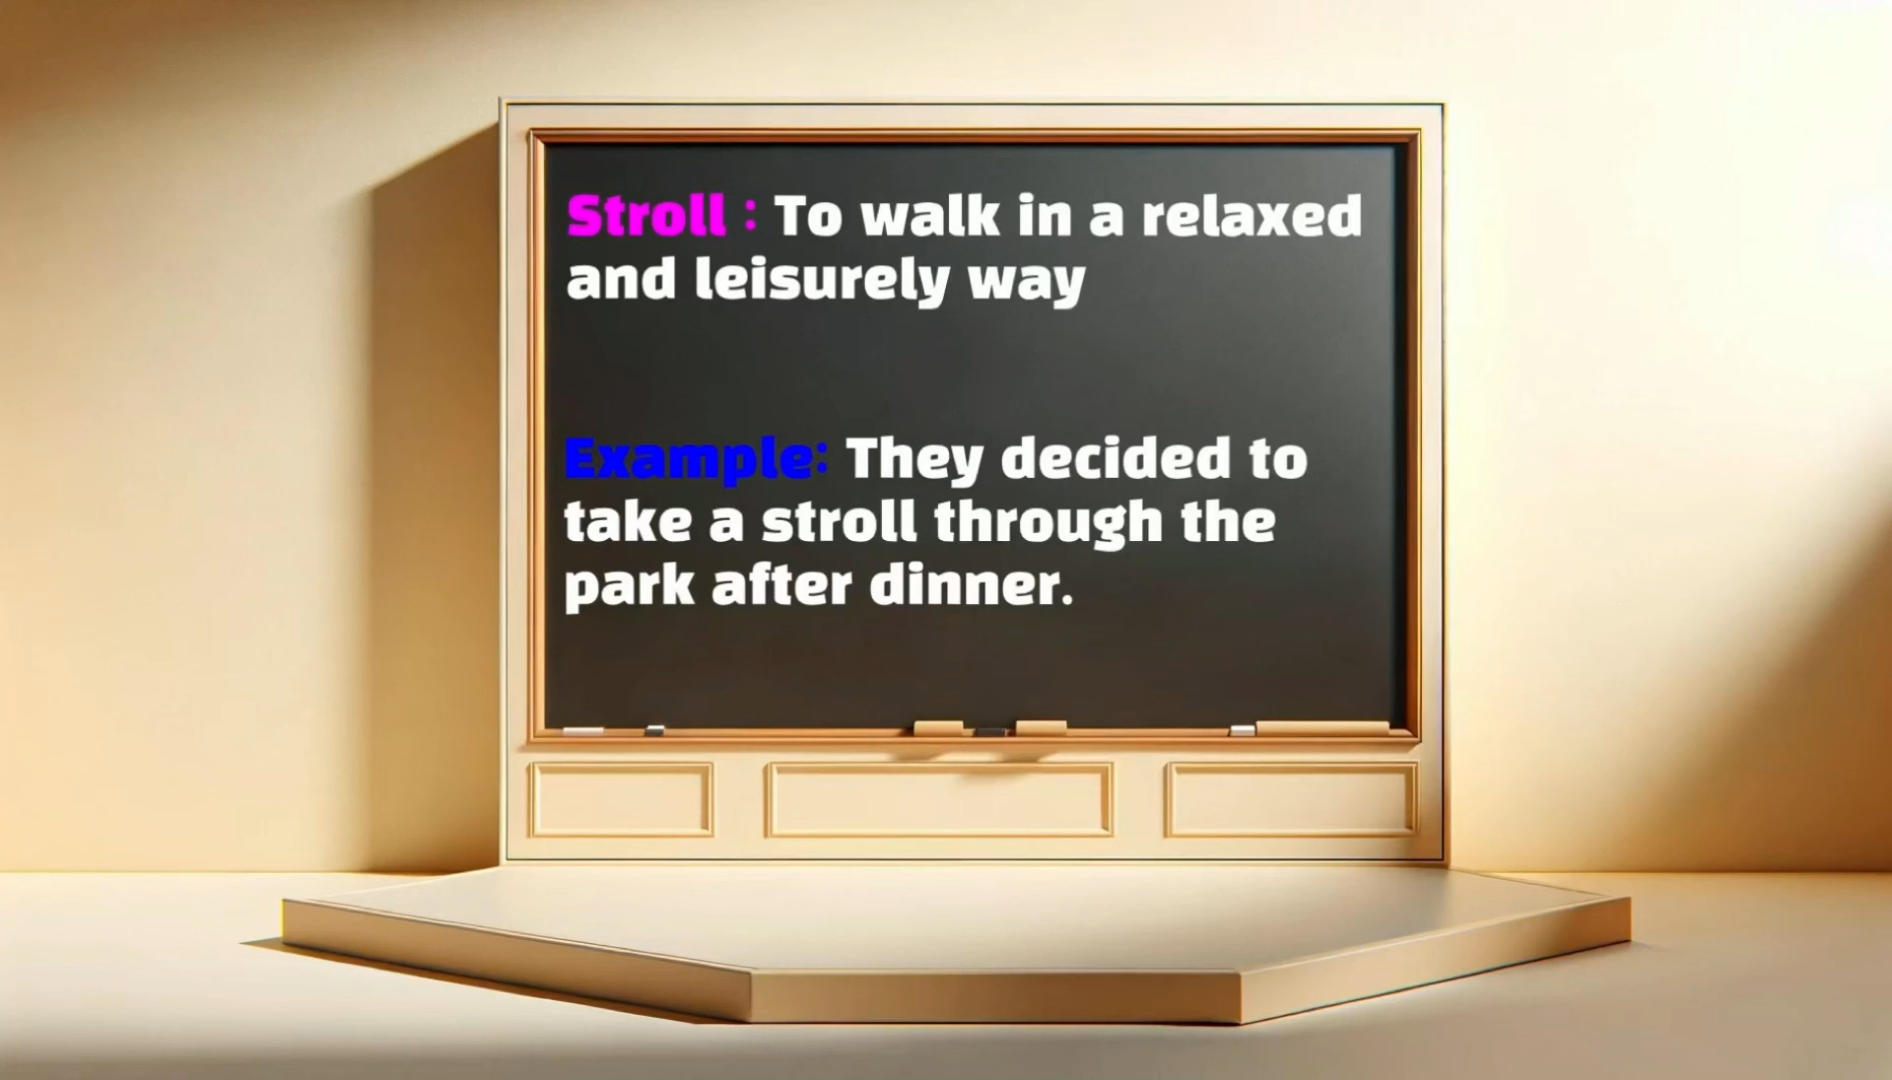 Stroll : To walk in a relaxed
and leisurely way
Example: They decided to
take a stroll through the
park after dinner.